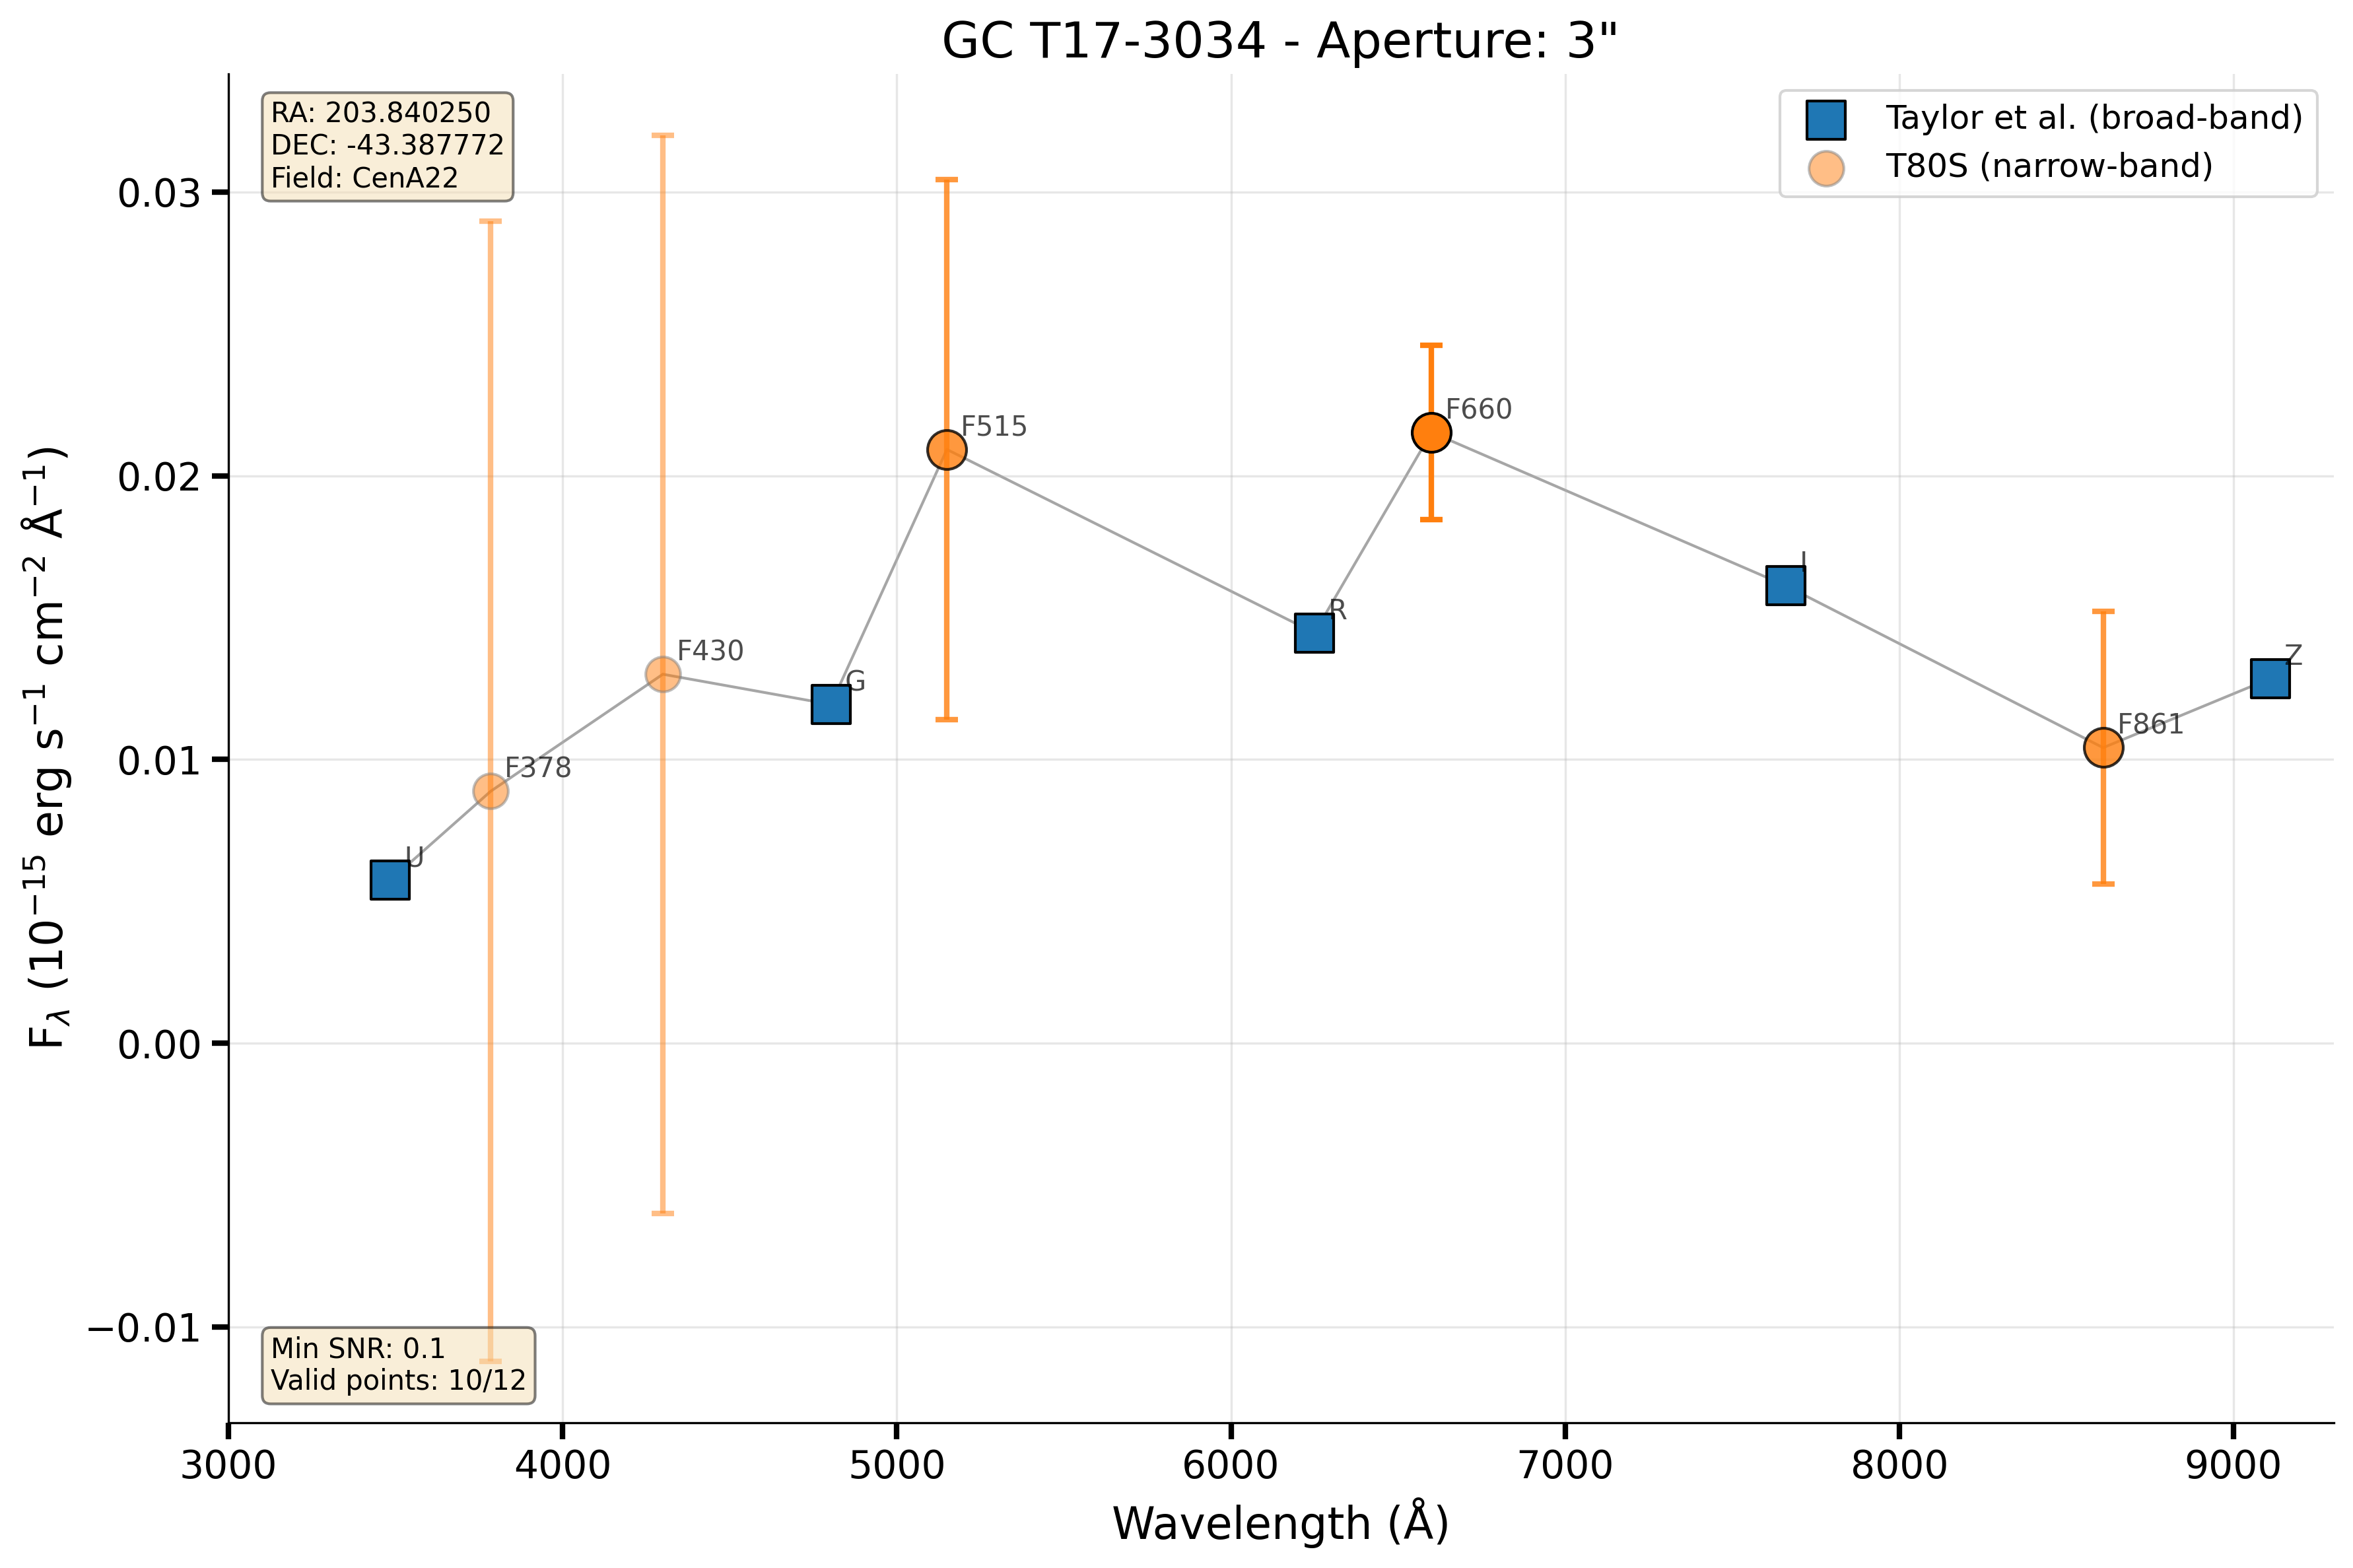 GC T17-3034 - Aperture: 3"
RA: 203.840250
DEC: -43.387772
Field: CenA22
Taylor et al. (broad-band)
T80S (narrow-band)
F_λ (10⁻¹⁵ erg s⁻¹ cm⁻² Å⁻¹)
0.03
0.02
0.01
0.00
−0.01
U
F378
F430
G
F515
R
F660
I
F861
Z
Min SNR: 0.1
Valid points: 10/12
3000 4000 5000 6000 7000 8000 9000
Wavelength (Å)